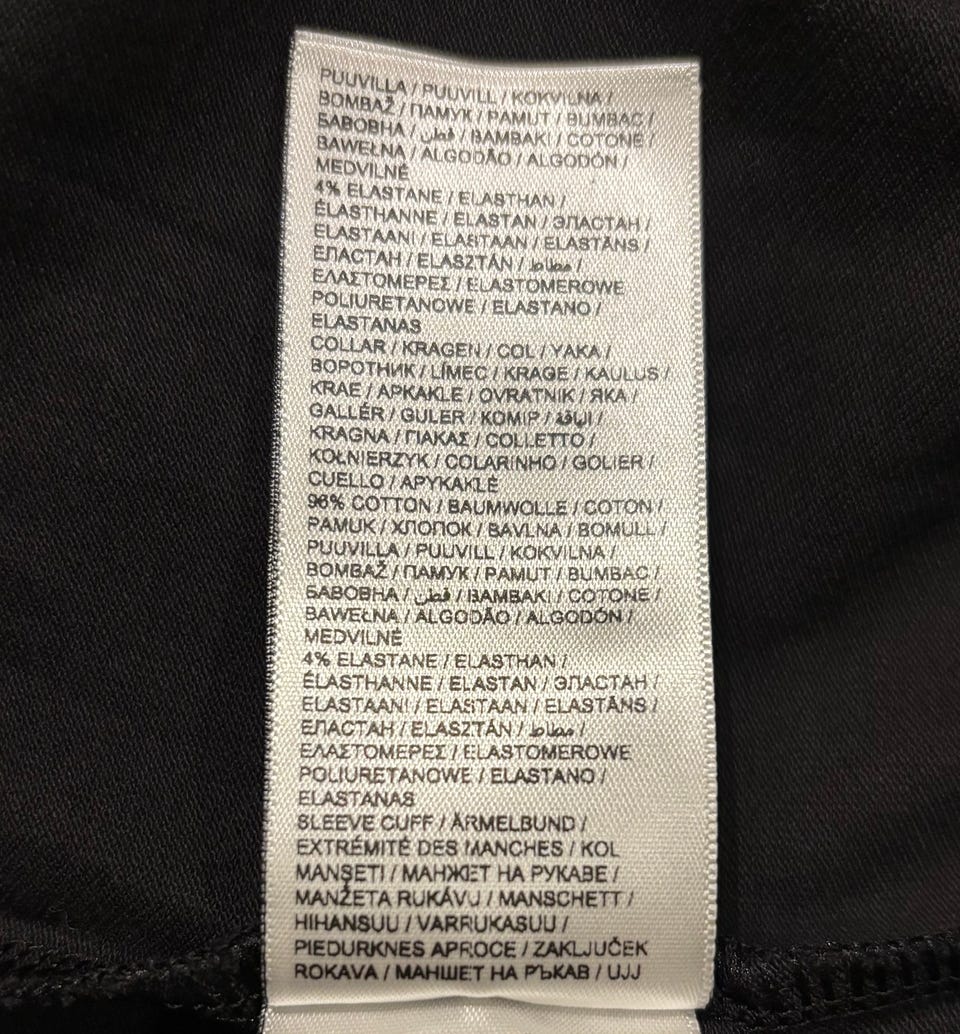 PUUVILLA / PUUVILL / KOKVILNA /
BOMBAŽ / ПАМУК / PAMUT / BUMBAC /
БАВОВНА / قطن / BAMBAKI / COTONE /
BAWEŁNA / ALGODÃO / ALGODÓN /
MEDVILNĖ
4% ELASTANE / ELASTHAN /
ÉLASTHANNE / ELASTAN / ЭЛАСТАН /
ELASTAANI / ELASTAAN / ELASTĀNS /
ЕЛАСТАН / ELASZTÁN / مطاط /
ΕΛΑΣΤΟΜΕΡΕΣ / ELASTOMEROWE
POLIURETANOWE / ELASTANO /
ELASTANAS
COLLAR / KRAGEN / COL / YAKA /
ВОРОТНИК / LÍMEC / KRAGE / KAULUS /
KRAE / APKAKLE / OVRATNIK / ЯКА /
GALLÉR / GULER / КОМІР / الياقة /
KRAGNA / ΓΙΑΚΑΣ / COLLETTO /
KOŁNIERZYK / COLARINHO / GOLIER /
CUELLO / APYKAKLĖ
96% COTTON / BAUMWOLLE / COTON /
PAMUK / ХЛОПОК / BAVLNA / BOMULL /
PUUVILLA / PUUVILL / KOKVILNA /
BOMBAŽ / ПАМУК / PAMUT / BUMBAC /
БАВОВНА / قطن / BAMBAKI / COTONE /
BAWEŁNA / ALGODÃO / ALGODÓN /
MEDVILNĖ
4% ELASTANE / ELASTHAN /
ÉLASTHANNE / ELASTAN / ЭЛАСТАН /
ELASTAANI / ELASTAAN / ELASTĀNS /
ЕЛАСТАН / ELASZTÁN / مطاط /
ΕΛΑΣΤΟΜΕΡΕΣ / ELASTOMEROWE
POLIURETANOWE / ELASTANO /
ELASTANAS
SLEEVE CUFF / ÄRMELBUND /
EXTRÉMITÉ DES MANCHES / KOL
MANŞETI / МАНЖЕТ НА РУКАВЕ /
MANŽETA RUKÁVU / MANSCHETT /
HIHANSUU / VARRUKASUU /
PIEDURKNES APROCE / ZAKLJUČEK
ROKAVA / МАНШЕТ НА РЪКАВ / UJJ